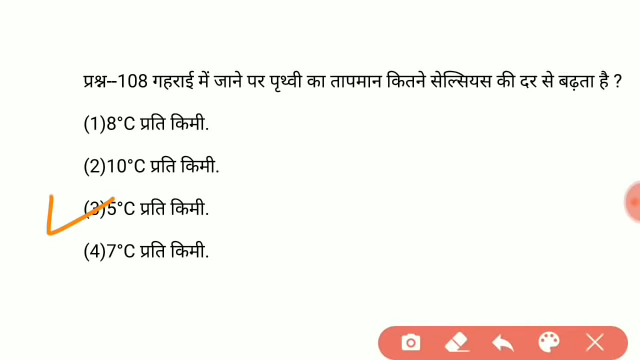 प्रश्न--108 गहराई में जाने पर पृथ्वी का तापमान कितने सेल्सियस की दर से बढ़ता है ?
(1)8°C प्रति किमी.
(2)10°C प्रति किमी.
(3)5°C प्रति किमी.
(4)7°C प्रति किमी.